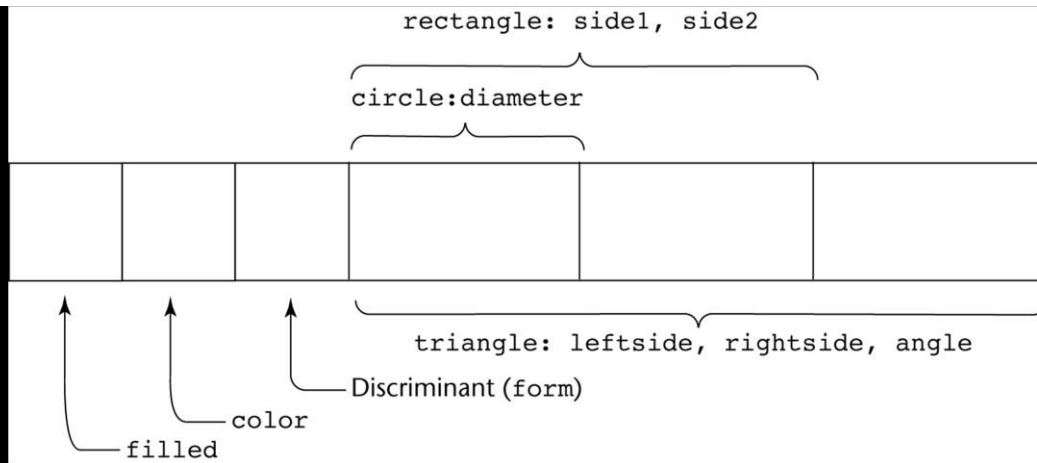 rectangle: side1, side2
circle:diameter
triangle: leftside, rightside, angle
Discriminant (form)
color
filled